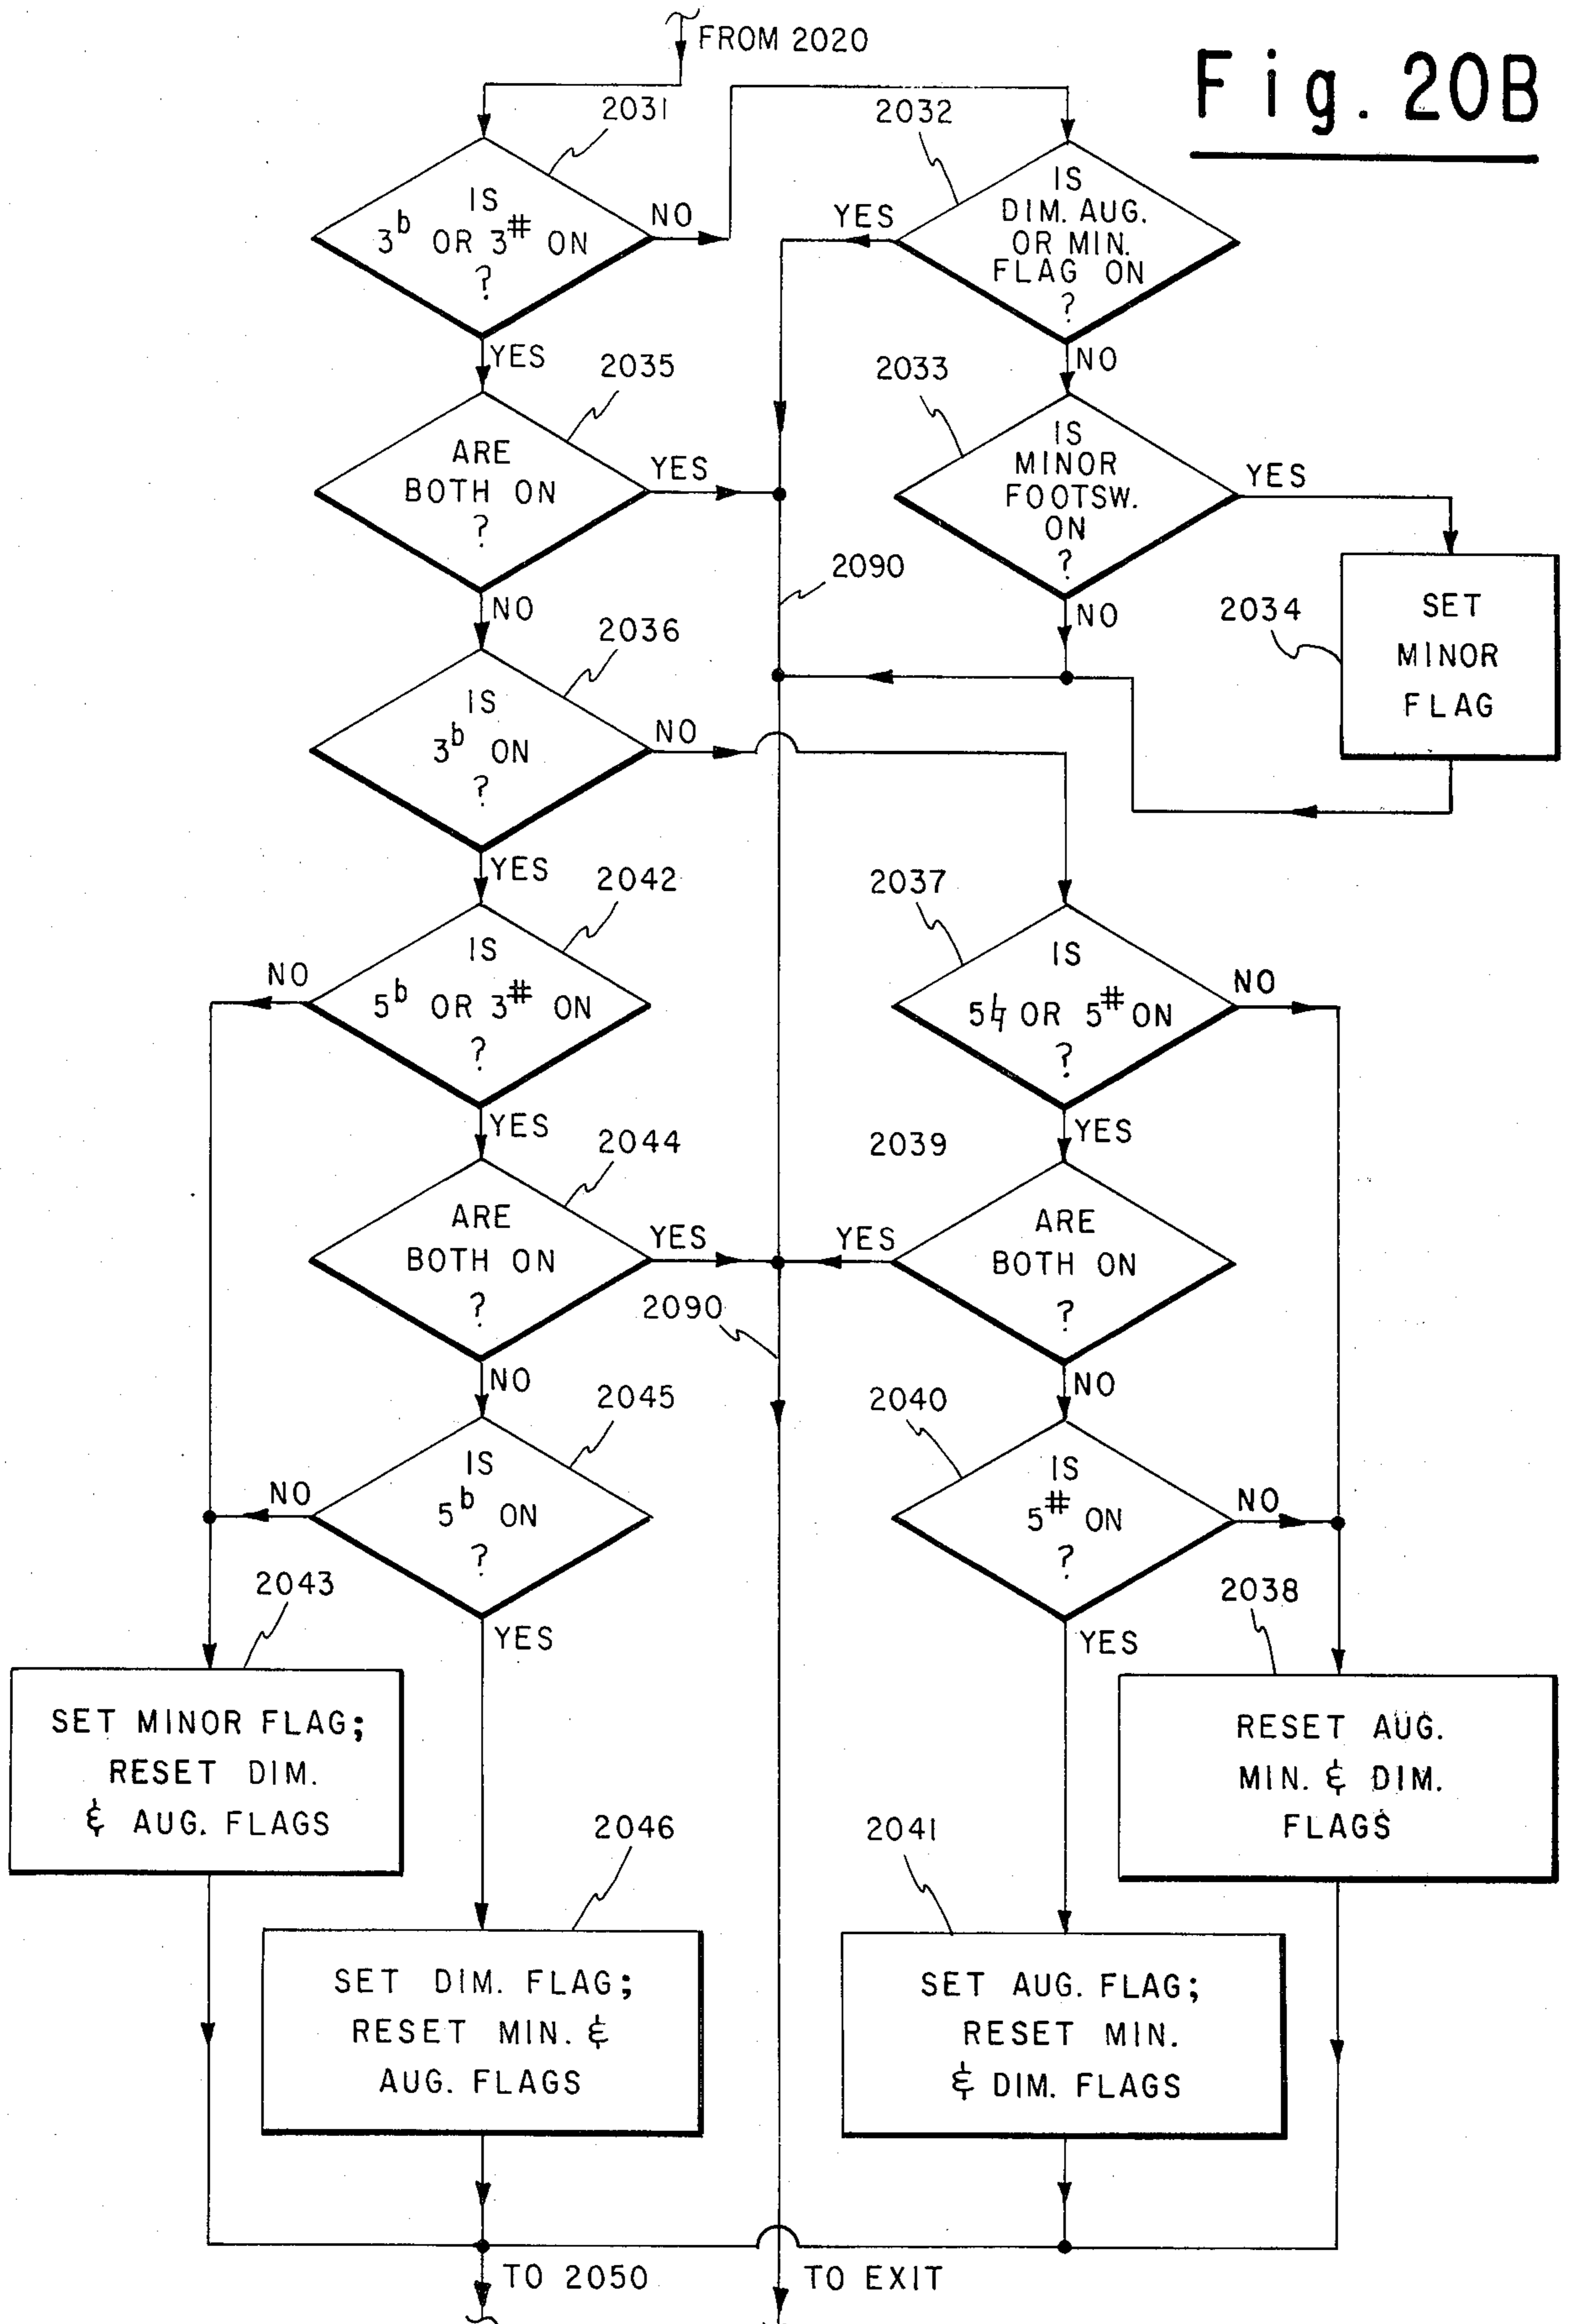 FROM 2020
Fig. 20B
2031
IS
3b OR 3# ON
?
NO
YES
2032
IS
DIM. AUG.
OR MIN.
FLAG ON
?
YES
NO
2035
ARE
BOTH ON
?
YES
NO
2033
IS
MINOR
FOOTSW.
ON
?
YES
NO
2090
2034
SET
MINOR
FLAG
2036
IS
3b ON
?
NO
YES
2042
IS
5b OR 3# ON
?
NO
YES
2037
IS
5♮ OR 5# ON
?
NO
YES
2044
ARE
BOTH ON
?
YES
NO
2039
ARE
BOTH ON
?
YES
NO
2090
2045
IS
5b ON
?
NO
YES
2040
IS
5# ON
?
NO
YES
2043
SET MINOR FLAG;
RESET DIM.
& AUG. FLAGS
2038
RESET AUG.
MIN. & DIM.
FLAGS
2046
SET DIM. FLAG;
RESET MIN. &
AUG. FLAGS
2041
SET AUG. FLAG;
RESET MIN.
& DIM. FLAGS
TO 2050
TO EXIT